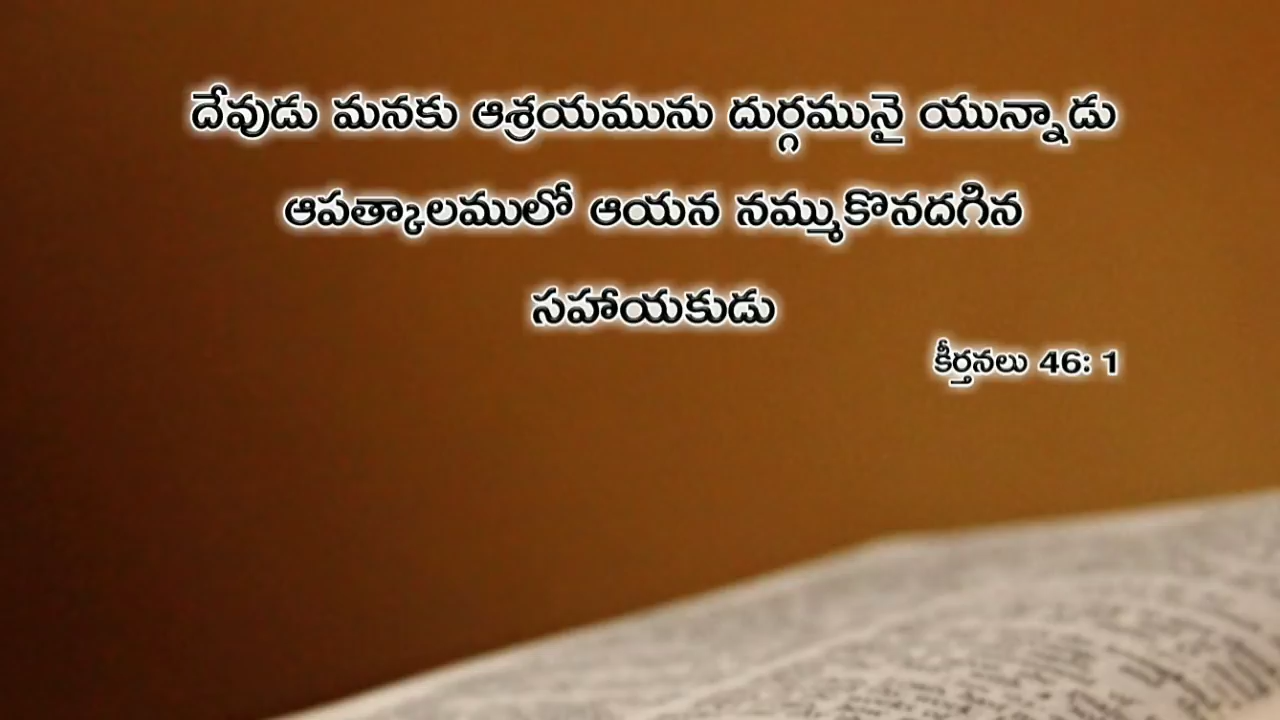 దేవుడు మనకు ఆశ్రయమును దుర్గమునై యున్నాడు
ఆపత్కాలములో ఆయన నమ్ముకొనదగిన
సహాయకుడు
కీర్తనలు 46: 1